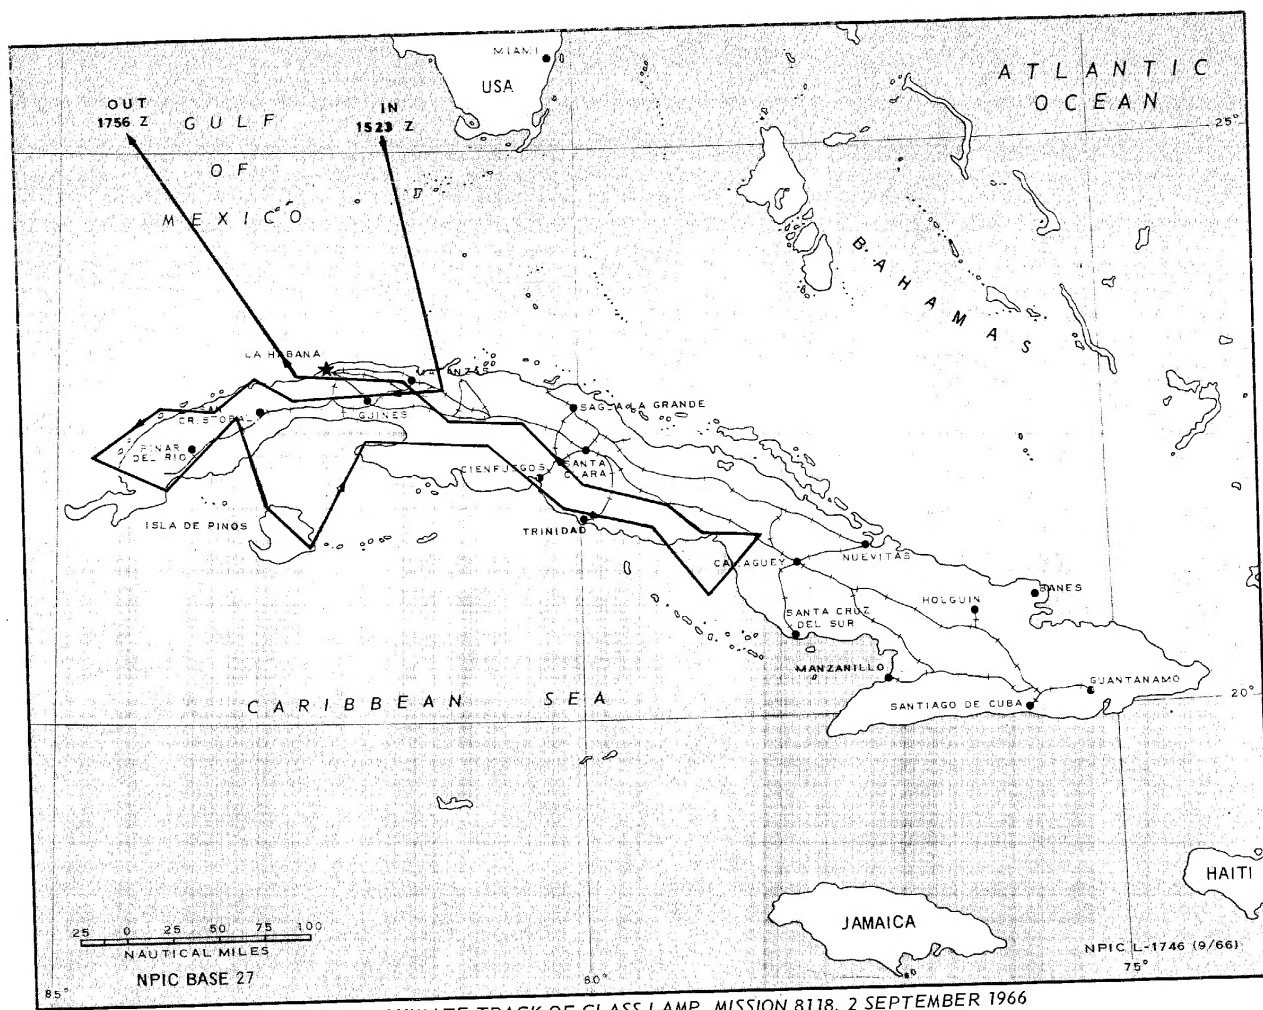 MIAMI
USA
ATLANTIC
OCEAN
25°
OUT
1756 Z
IN
1523 Z
GULF
OF
MEXICO
BAHAMAS
LA HABANA
SAGUA LA GRANDE
CRISTOBAL
GUINES
PINAR
DEL RIO
CIENFUEGOS
SANTA
CLARA
ISLA DE PINOS
TRINIDAD
CAMAGUEY
NUEVITAS
HOLGUIN
BANES
SANTA CRUZ
DEL SUR
MANZANILLO
GUANTANAMO
SANTIAGO DE CUBA
20°
CARIBBEAN SEA
HAITI
JAMAICA
25 0 25 50 75 100
NAUTICAL MILES
NPIC BASE 27
NPIC L-1746 (9/66)
85°
80
75°
TRACK OF GLASS LAMP, MISSION 8118, 2 SEPTEMBER 1966